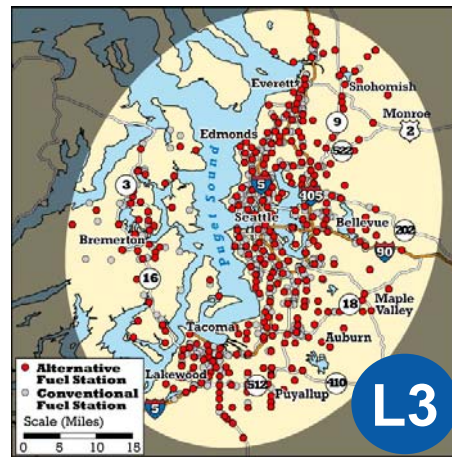 Everett
Snohomish
Monroe
9
2
Edmonds
522
3
5
Puget Sound
405
Seattle
Bellevue
202
Bremerton
90
16
18
Maple
Valley
Tacoma
Auburn
Lakewood
512
410
Puyallup
5
Alternative
Fuel Station
Conventional
Fuel Station
Scale (Miles)
0 5 10 15
L3